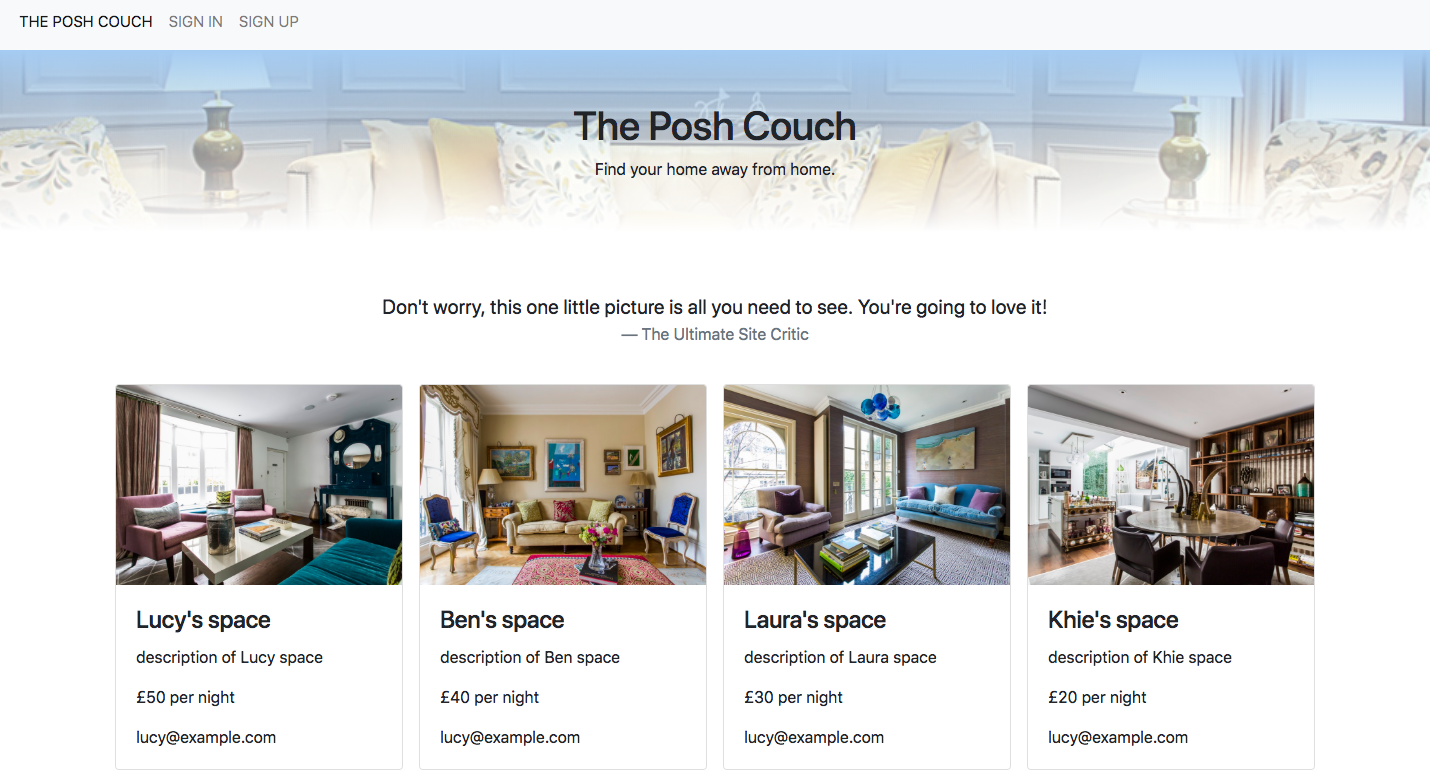 THE POSH COUCH SIGN IN SIGN UP
The Posh Couch
Find your home away from home.
Don't worry, this one little picture is all you need to see. You're going to love it!
— The Ultimate Site Critic
Lucy's space
description of Lucy space
£50 per night
lucy@example.com
Ben's space
description of Ben space
£40 per night
lucy@example.com
Laura's space
description of Laura space
£30 per night
lucy@example.com
Khie's space
description of Khie space
£20 per night
lucy@example.com